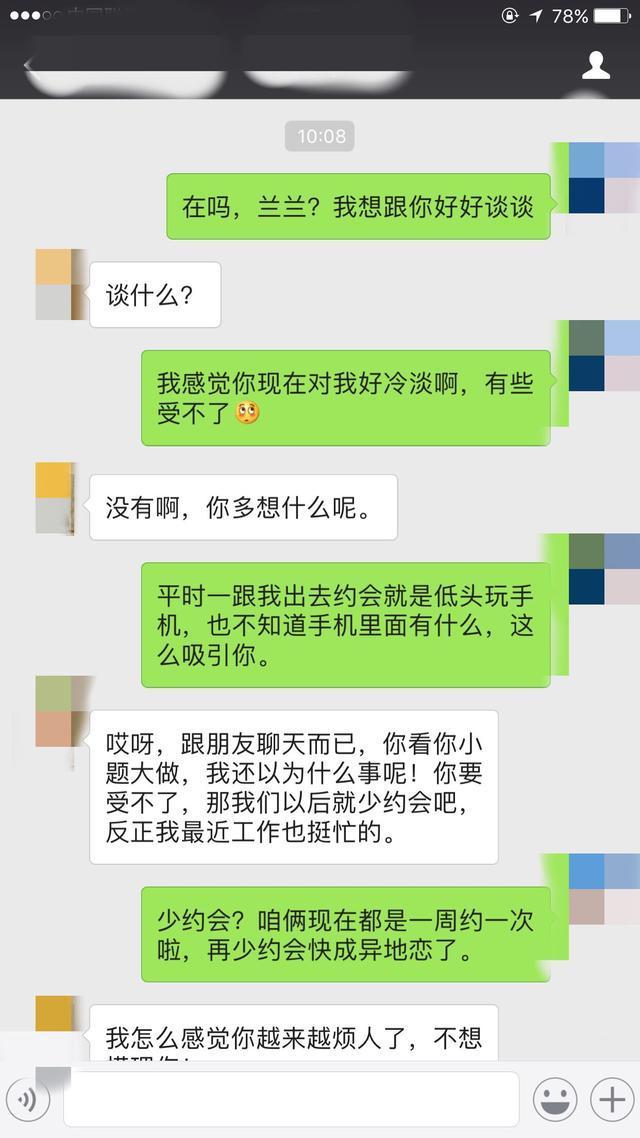 78%
10:08
在吗，兰兰？我想跟你好好谈谈
谈什么？
我感觉你现在对我好冷淡啊，有些
受不了🙄
没有啊，你多想什么呢。
平时一跟我出去约会就是低头玩手
机，也不知道手机里面有什么，这
么吸引你。
哎呀，跟朋友聊天而已，你看你小
题大做，我还以为什么事呢！你要
受不了，那我们以后就少约会吧，
反正我最近工作也挺忙的。
少约会？咱俩现在都是一周约一次
啦，再少约会快成异地恋了。
我怎么感觉你越来越烦人了，不想